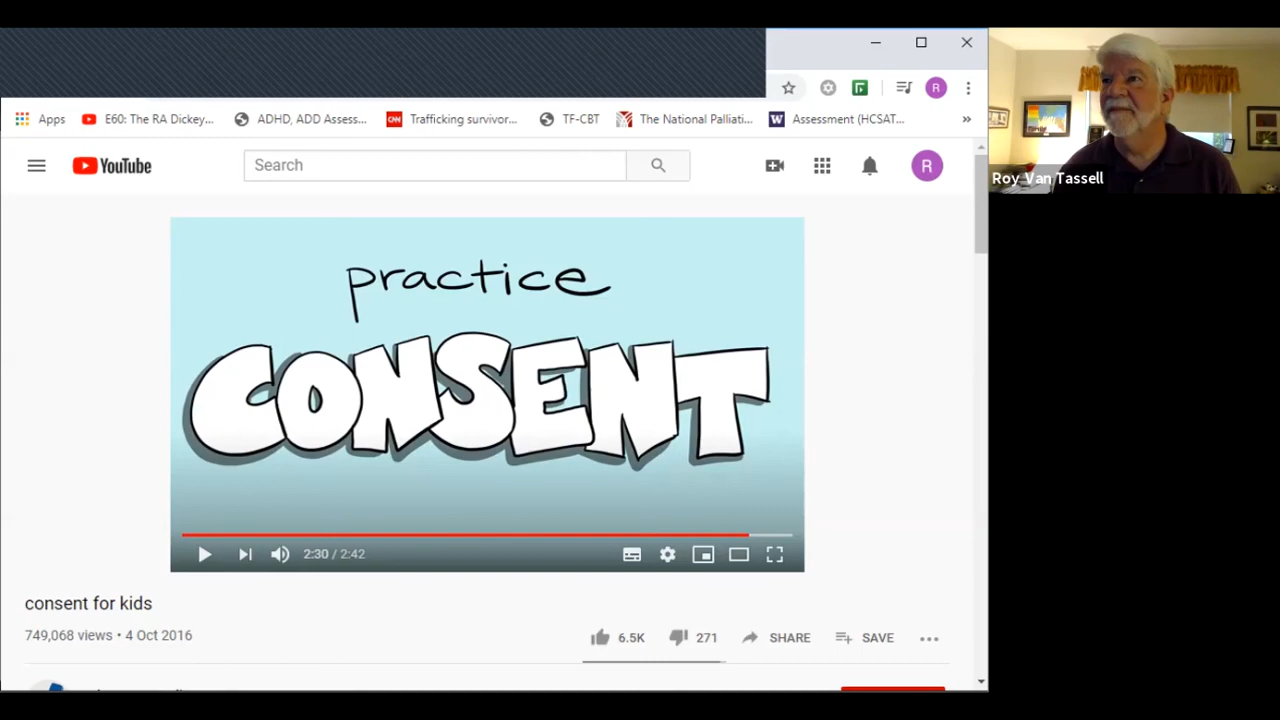 Apps
E60: The RA Dickey...
ADHD, ADD Assess...
CNN
Trafficking survivor...
TF-CBT
The National Palliati...
W
Assessment (HCSAT...
»
R
YouTube
Search
R
Roy Van Tassell
practice
CONSENT
2:30 / 2:42
consent for kids
749,068 views • 4 Oct 2016
6.5K
271
SHARE
SAVE